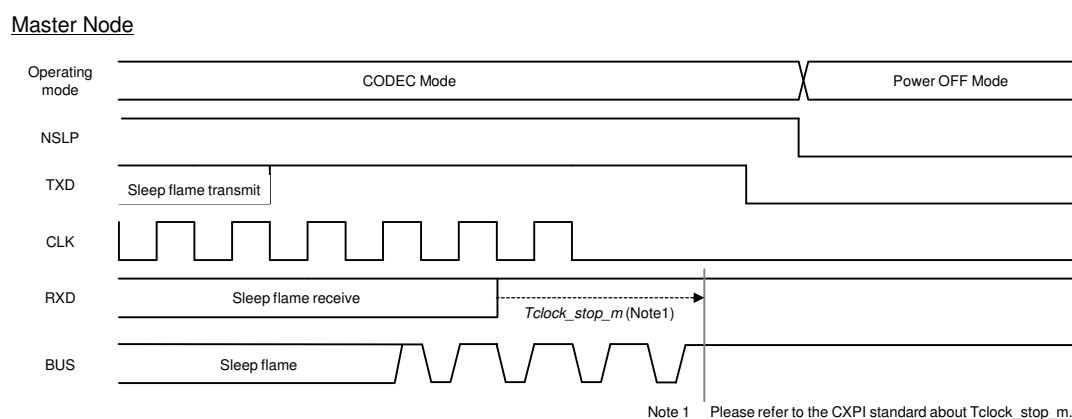 Master Node
Operating
mode
CODEC Mode
Power OFF Mode
NSLP
TXD
Sleep flame transmit
CLK
RXD
Sleep flame receive
Tclock_stop_m (Note1)
BUS
Sleep flame
Note 1 Please refer to the CXPI standard about Tclock_stop_m.